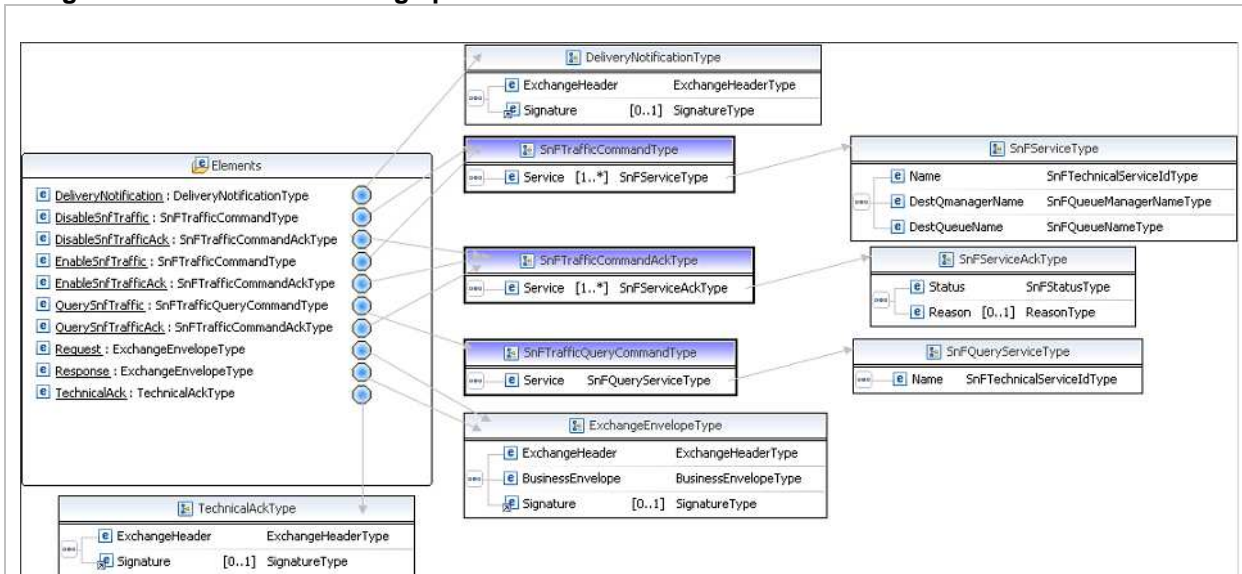 DeliveryNotificationType
ExchangeHeader ExchangeHeaderType
Signature [0..1] SignatureType
Elements
DeliveryNotification : DeliveryNotificationType
DisableSnfTraffic : SnFTrafficCommandType
DisableSnfTrafficAck : SnFTrafficCommandAckType
EnableSnfTraffic : SnFTrafficCommandType
EnableSnfTrafficAck : SnFTrafficCommandAckType
QuerySnfTraffic : SnFTrafficQueryCommandType
QuerySnfTrafficAck : SnFTrafficCommandAckType
Request : ExchangeEnvelopeType
Response : ExchangeEnvelopeType
TechnicalAck : TechnicalAckType
SnFTrafficCommandType
Service [1..*] SnFServiceType
SnFServiceType
Name SnFTechnicalServiceIdType
DestQmanagerName SnFQueueManagerNameType
DestQueueName SnFQueueNameType
SnFTrafficCommandAckType
Service [1..*] SnFServiceAckType
SnFServiceAckType
Status SnFStatusType
Reason [0..1] ReasonType
SnFTrafficQueryCommandType
Service SnFQueryServiceType
SnFQueryServiceType
Name SnFTechnicalServiceIdType
ExchangeEnvelopeType
ExchangeHeader ExchangeHeaderType
BusinessEnvelope BusinessEnvelopeType
Signature [0..1] SignatureType
TechnicalAckType
ExchangeHeader ExchangeHeaderType
Signature [0..1] SignatureType